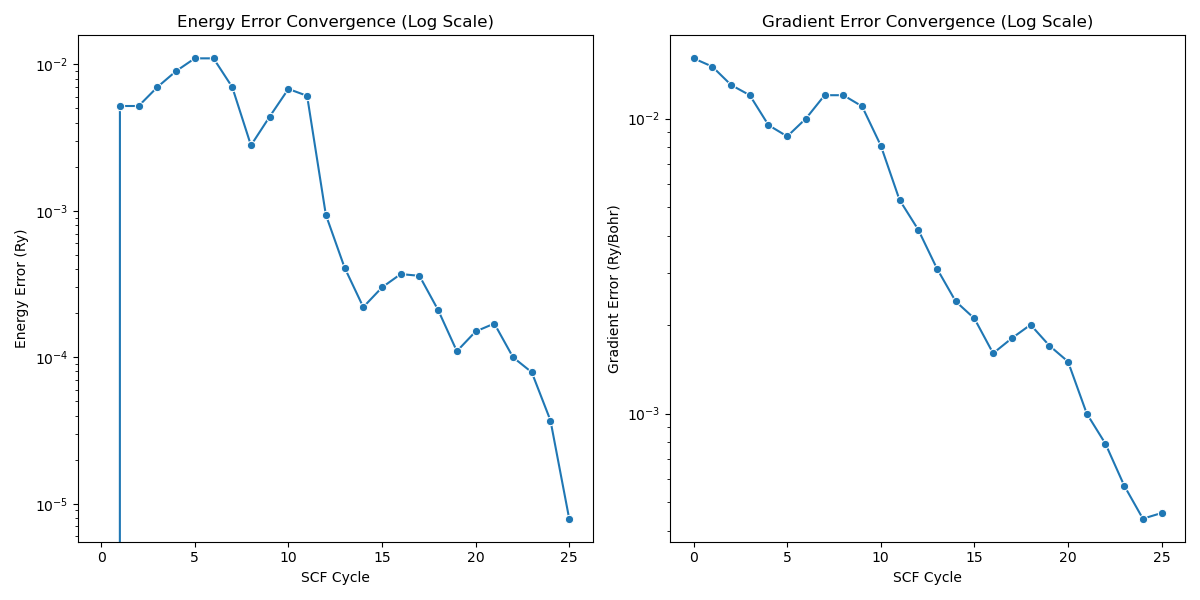 Energy Error Convergence (Log Scale)
Energy Error (Ry)
10⁻²
10⁻³
10⁻⁴
10⁻⁵
0 5 10 15 20 25
SCF Cycle
Gradient Error Convergence (Log Scale)
Gradient Error (Ry/Bohr)
10⁻²
10⁻³
0 5 10 15 20 25
SCF Cycle